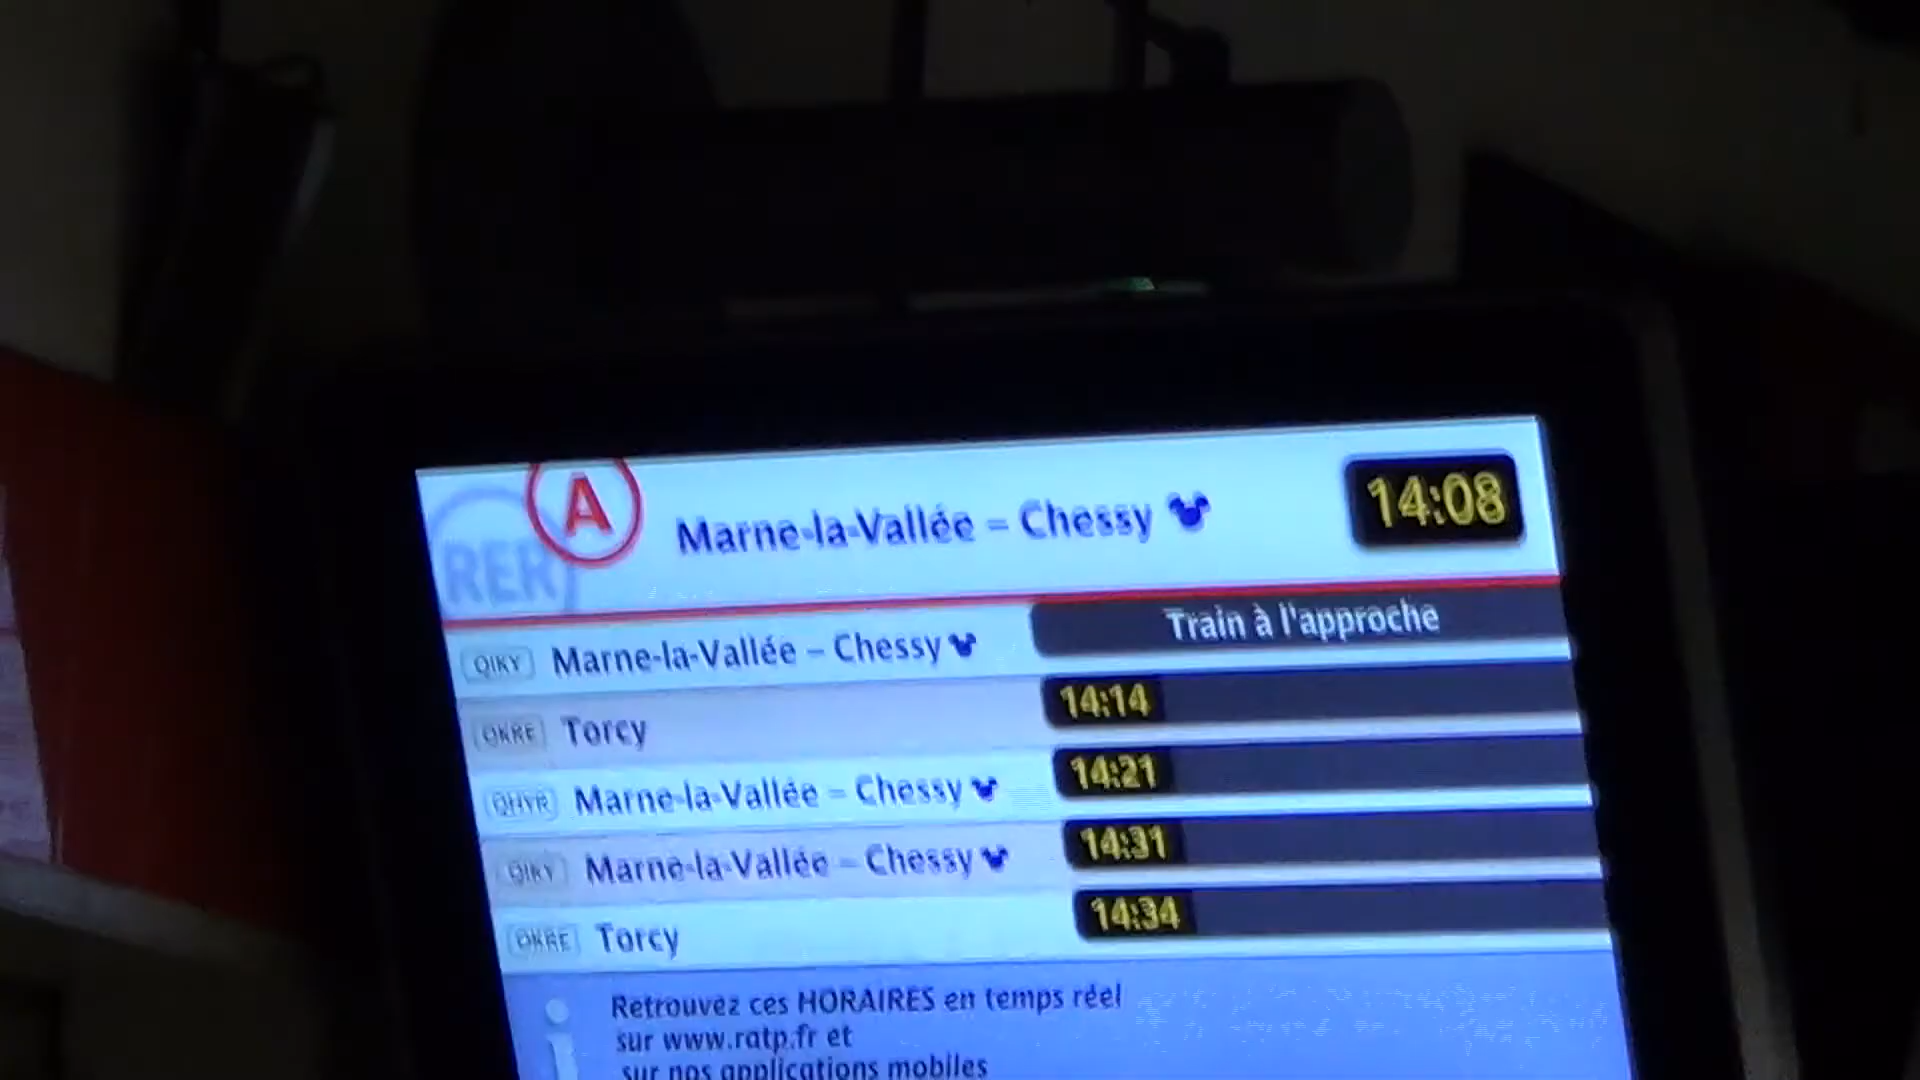 RER A Marne-la-Vallée – Chessy 14:08
QIKY Marne-la-Vallée – Chessy Train à l'approche
OKRE Torcy 14:14
QHYR Marne-la-Vallée – Chessy 14:21
QIKY Marne-la-Vallée – Chessy 14:31
OKRE Torcy 14:34
i Retrouvez ces HORAIRES en temps réel
sur www.ratp.fr et
sur nos applications mobiles